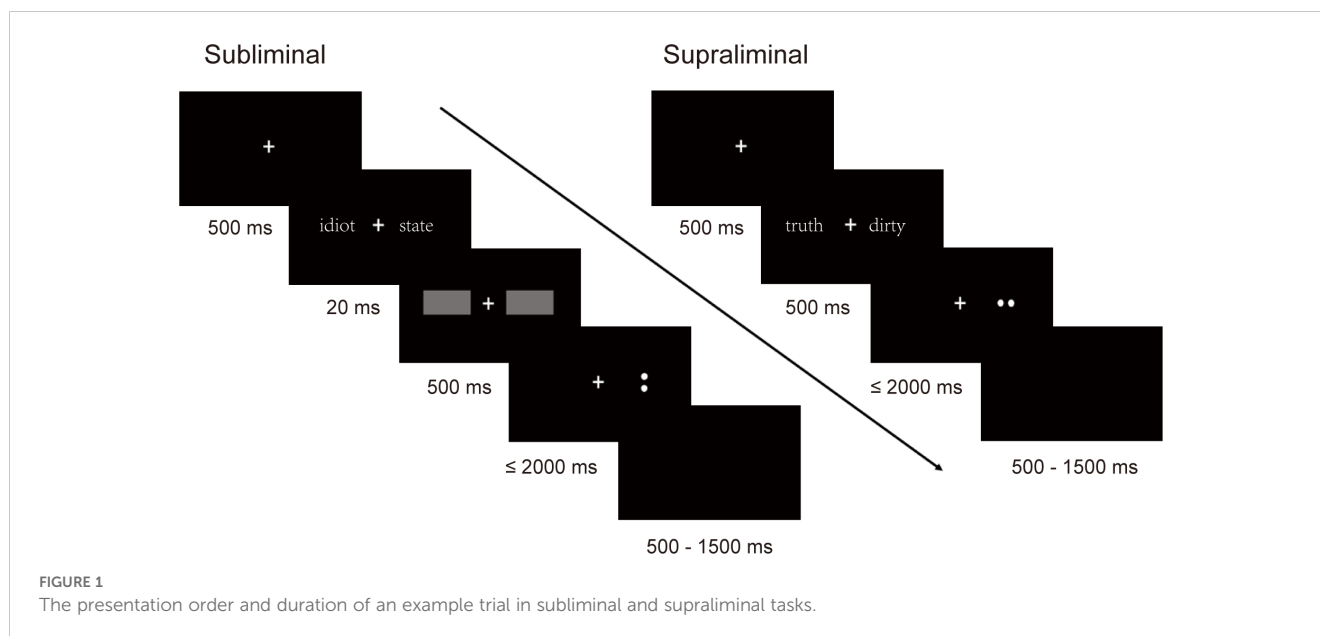 Subliminal
Supraliminal
+
500 ms
idiot + state
20 ms
+
500 ms
+
≤ 2000 ms
500 - 1500 ms
+
500 ms
truth + dirty
500 ms
+
≤ 2000 ms
500 - 1500 ms
FIGURE 1
The presentation order and duration of an example trial in subliminal and supraliminal tasks.